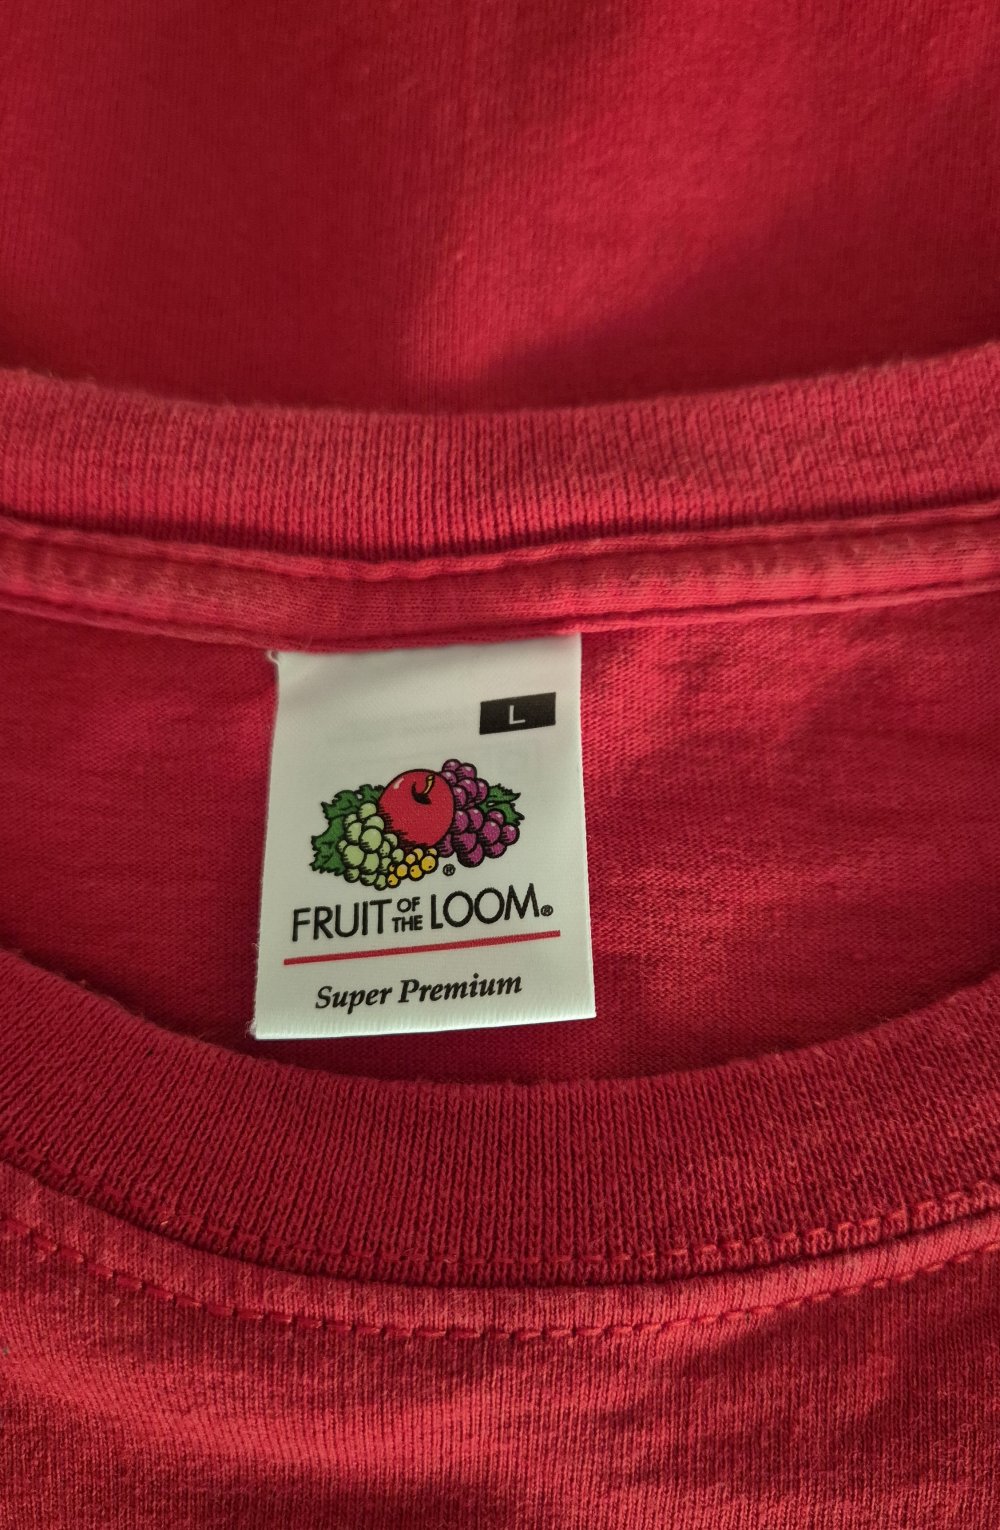 L
®
FRUIT OF THE LOOM®
Super Premium